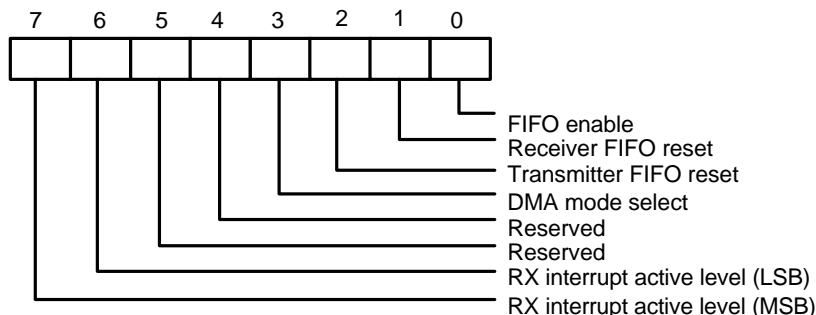 7 6 5 4 3 2 1 0
FIFO enable
Receiver FIFO reset
Transmitter FIFO reset
DMA mode select
Reserved
Reserved
RX interrupt active level (LSB)
RX interrupt active level (MSB)